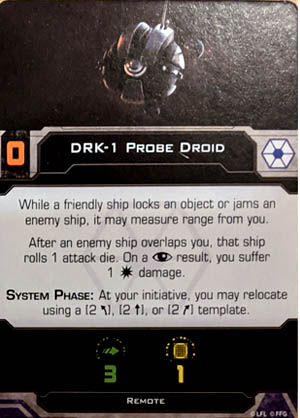 0
DRK-1 PROBE DROID
While a friendly ship locks an object or jams an
enemy ship, it may measure range from you.
After an enemy ship overlaps you, that ship
rolls 1 attack die. On a result, you suffer
1 damage.
SYSTEM PHASE: At your initiative, you may relocate
using a [2 ↰], [2 ↑], or [2 ↱] template.
3 1
REMOTE
©LFL ©FFG